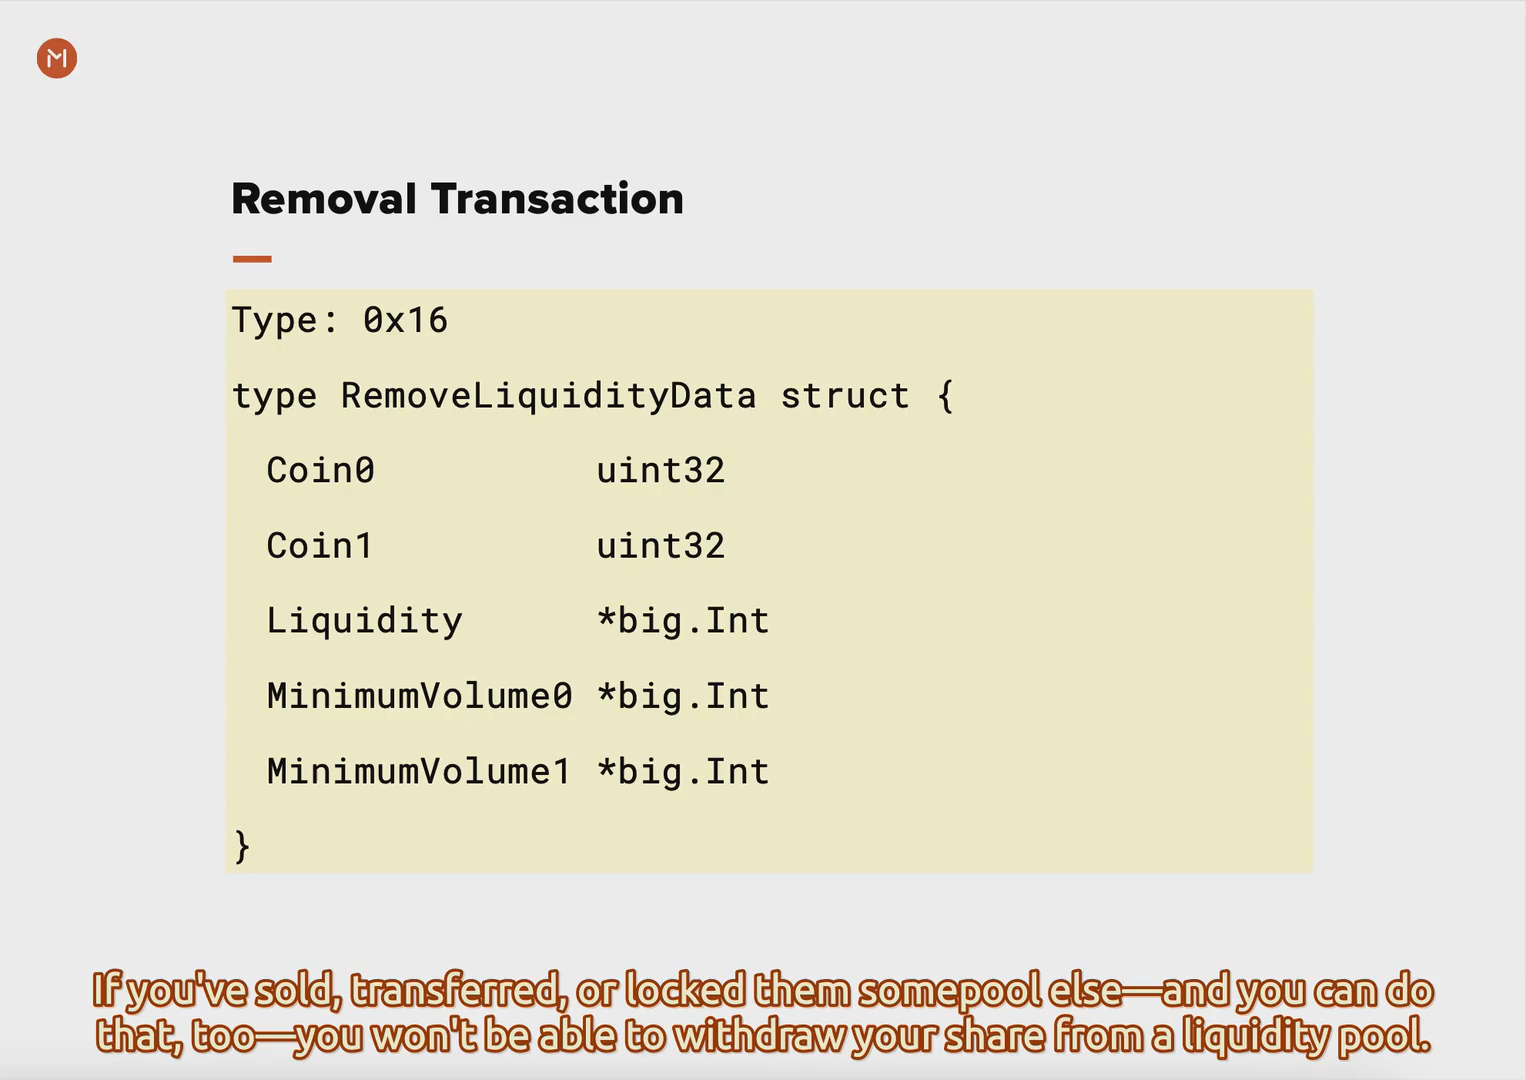 Removal Transaction
Type: 0x16
type RemoveLiquidityData struct {
Coin0 uint32
Coin1 uint32
Liquidity *big.Int
MinimumVolume0 *big.Int
MinimumVolume1 *big.Int
}
If you've sold, transferred, or locked them somepool else—and you can do
that, too—you won't be able to withdraw your share from a liquidity pool.